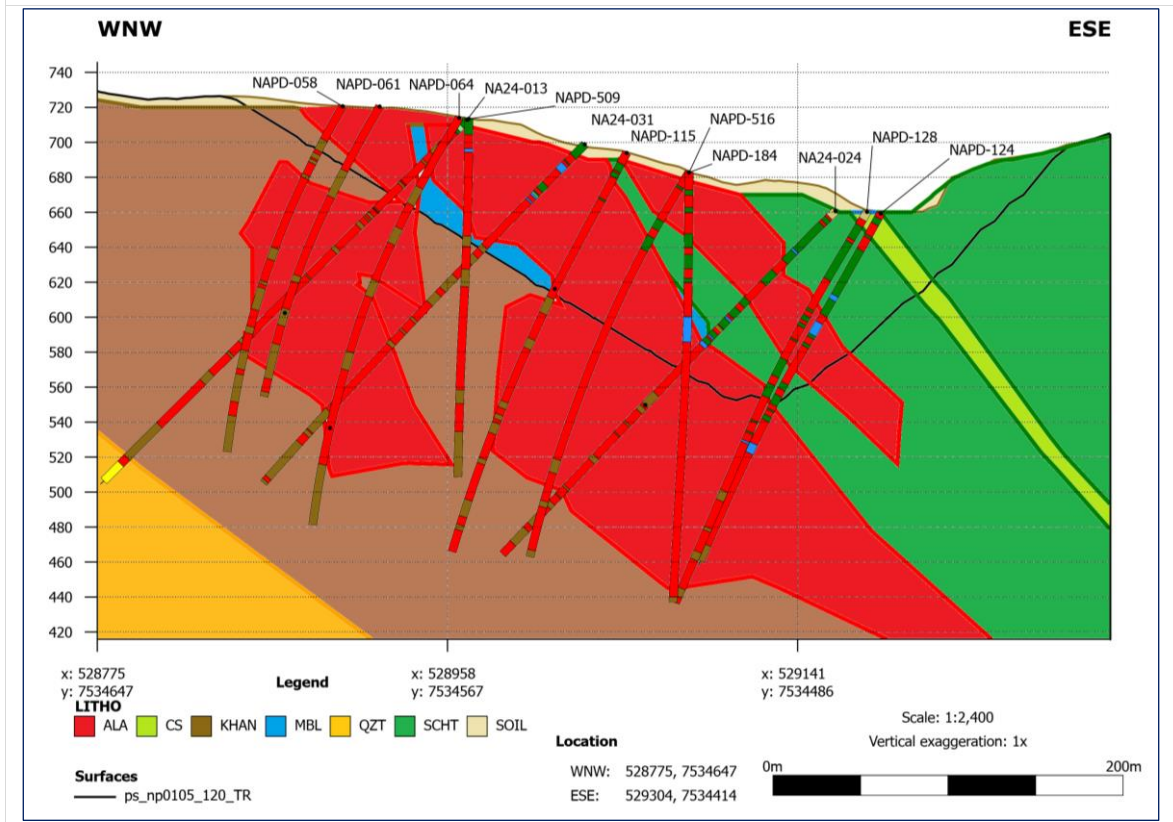 WNW
ESE
NAPD-058
NAPD-061
NAPD-064
NA24-013
NAPD-509
NA24-031
NAPD-115
NAPD-516
NAPD-184
NA24-024
NAPD-128
NAPD-124
740
720
700
680
660
640
620
600
580
560
540
520
500
480
460
440
420
x: 528775
y: 7534647
x: 528958
y: 7534567
x: 529141
y: 7534486
Legend
LITHO
ALA CS KHAN MBL QZT SCHT SOIL
Surfaces
ps_np0105_120_TR
Location
WNW: 528775, 7534647
ESE: 529304, 7534414
Scale: 1:2,400
Vertical exaggeration: 1x
0m 200m